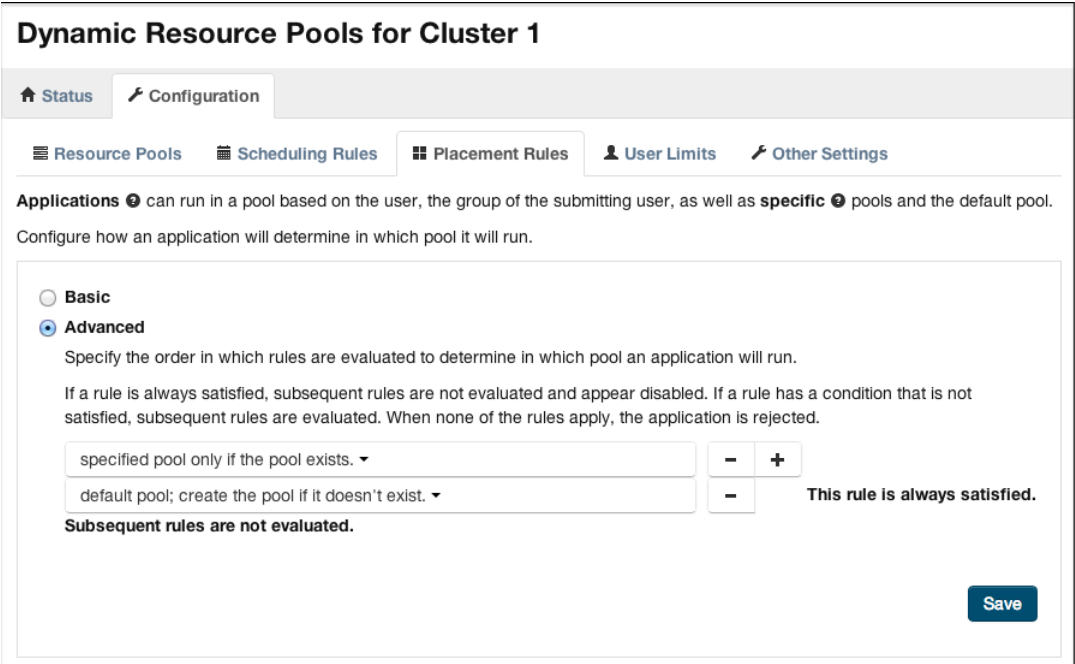 Dynamic Resource Pools for Cluster 1
Status Configuration
Resource Pools Scheduling Rules Placement Rules User Limits Other Settings
Applications ? can run in a pool based on the user, the group of the submitting user, as well as specific ? pools and the default pool.
Configure how an application will determine in which pool it will run.
Basic
Advanced
Specify the order in which rules are evaluated to determine in which pool an application will run.
If a rule is always satisfied, subsequent rules are not evaluated and appear disabled. If a rule has a condition that is not
satisfied, subsequent rules are evaluated. When none of the rules apply, the application is rejected.
specified pool only if the pool exists. - +
default pool; create the pool if it doesn't exist. - This rule is always satisfied.
Subsequent rules are not evaluated.
Save